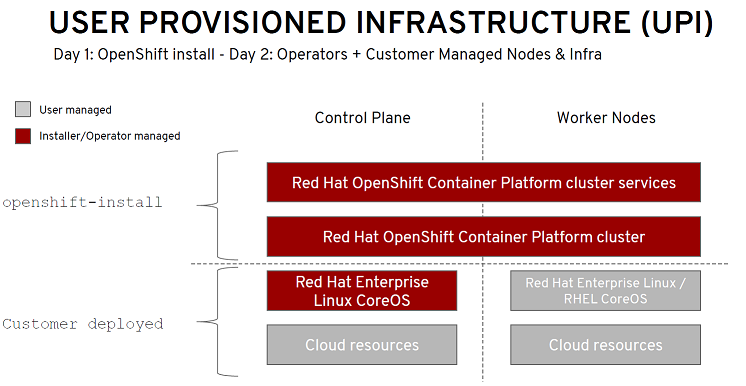 USER PROVISIONED INFRASTRUCTURE (UPI)
Day 1: OpenShift install - Day 2: Operators + Customer Managed Nodes & Infra
User managed
Installer/Operator managed
Control Plane
Worker Nodes
openshift-install
Red Hat OpenShift Container Platform cluster services
Red Hat OpenShift Container Platform cluster
Customer deployed
Red Hat Enterprise
Linux CoreOS
Red Hat Enterprise Linux /
RHEL CoreOS
Cloud resources
Cloud resources